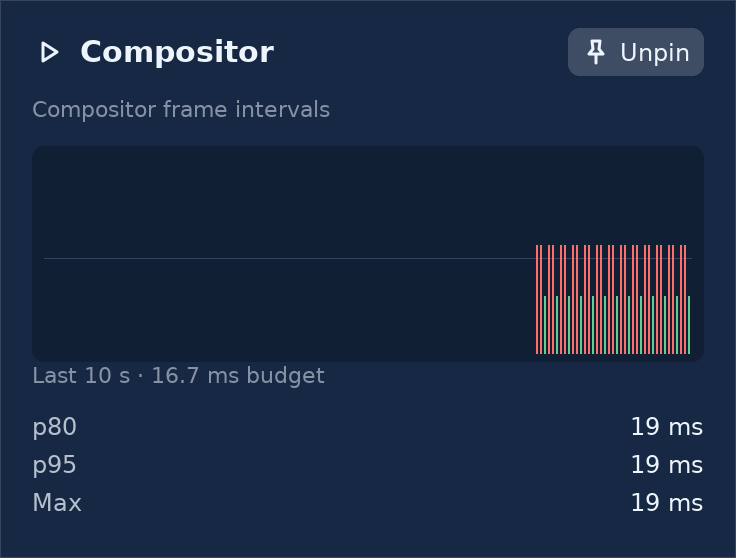 Compositor
Unpin
Compositor frame intervals
Last 10 s · 16.7 ms budget
p80 19 ms
p95 19 ms
Max 19 ms